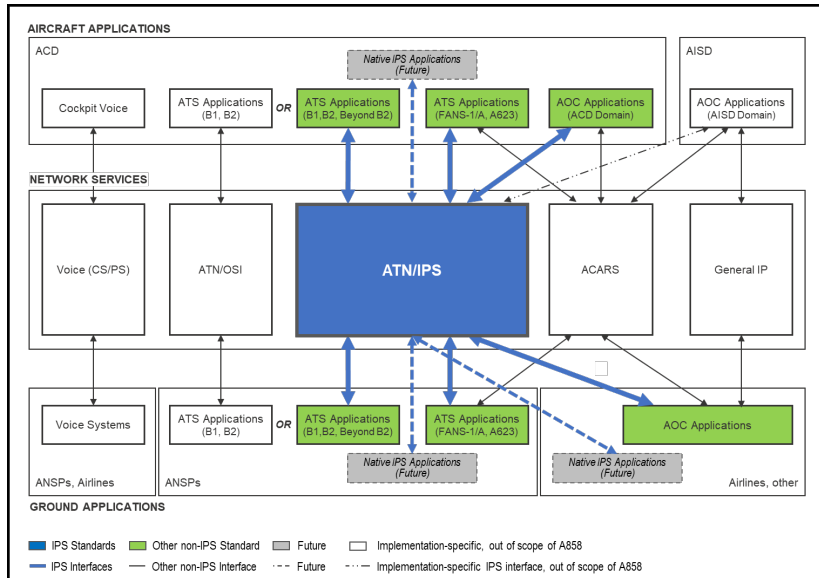 AIRCRAFT APPLICATIONS
ACD
AISD
Native IPS Applications
(Future)
Cockpit Voice
ATS Applications
(B1, B2)
OR
ATS Applications
(B1,B2, Beyond B2)
ATS Applications
(FANS-1/A, A623)
AOC Applications
(ACD Domain)
AOC Applications
(AISD Domain)
NETWORK SERVICES
Voice (CS/PS)
ATN/OSI
ATN/IPS
ACARS
General IP
Voice Systems
ATS Applications
(B1, B2)
OR
ATS Applications
(B1,B2, Beyond B2)
ATS Applications
(FANS-1/A, A623)
AOC Applications
Native IPS Applications
(Future)
Native IPS Applications
(Future)
ANSPs, Airlines
ANSPs
Airlines, other
GROUND APPLICATIONS
IPS Standards
Other non-IPS Standard
Future
Implementation-specific, out of scope of A858
IPS Interfaces
Other non-IPS Interface
Future
Implementation-specific IPS interface, out of scope of A858